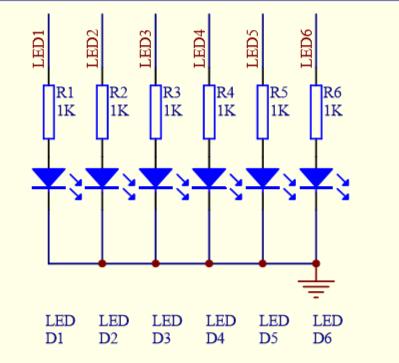 LED1 LED2 LED3 LED4 LED5 LED6
R1 R2 R3 R4 R5 R6
1K 1K 1K 1K 1K 1K
LED LED LED LED LED LED
D1 D2 D3 D4 D5 D6